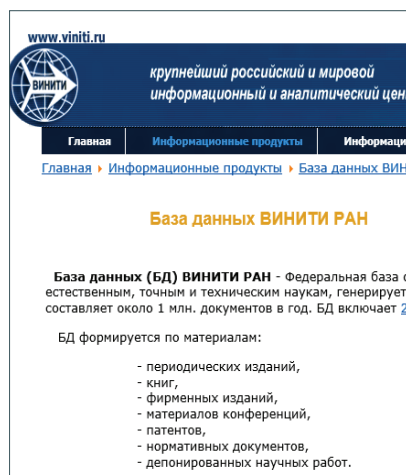 www.viniti.ru
ВИНИТИ
крупнейший российский и мировой
информационный и аналитический цен
Главная Информационные продукты Информаци
Главная Информационные продукты База данных ВИН
База данных ВИНИТИ РАН
База данных (БД) ВИНИТИ РАН - Федеральная база
естественным, точным и техническим наукам, генерирует
составляет около 1 млн. документов в год. БД включает 2
БД формируется по материалам:
- периодических изданий,
- книг,
- фирменных изданий,
- материалов конференций,
- патентов,
- нормативных документов,
- депонированных научных работ.